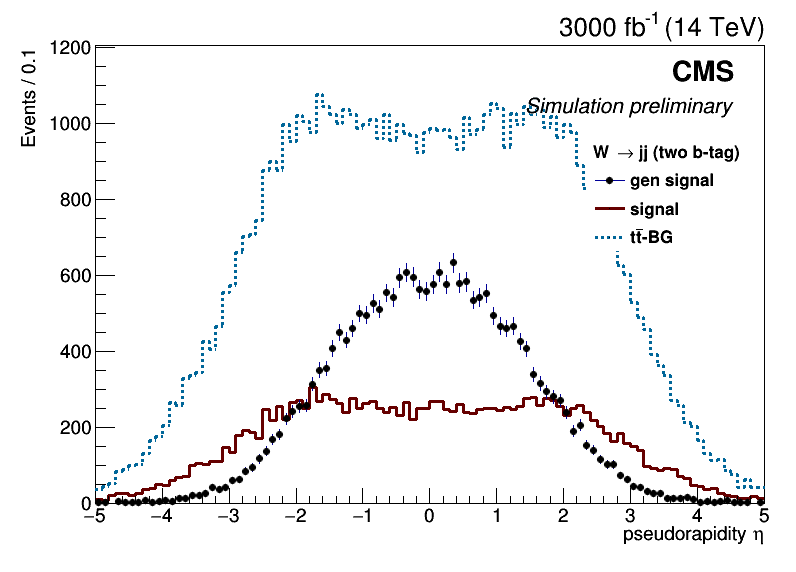 3000 fb⁻¹ (14 TeV)
CMS
Simulation preliminary
W → jj (two b-tag)
gen signal
signal
tt̄-BG
Events / 0.1
1200
1000
800
600
400
200
0
−5 −4 −3 −2 −1 0 1 2 3 4 5
pseudorapidity η